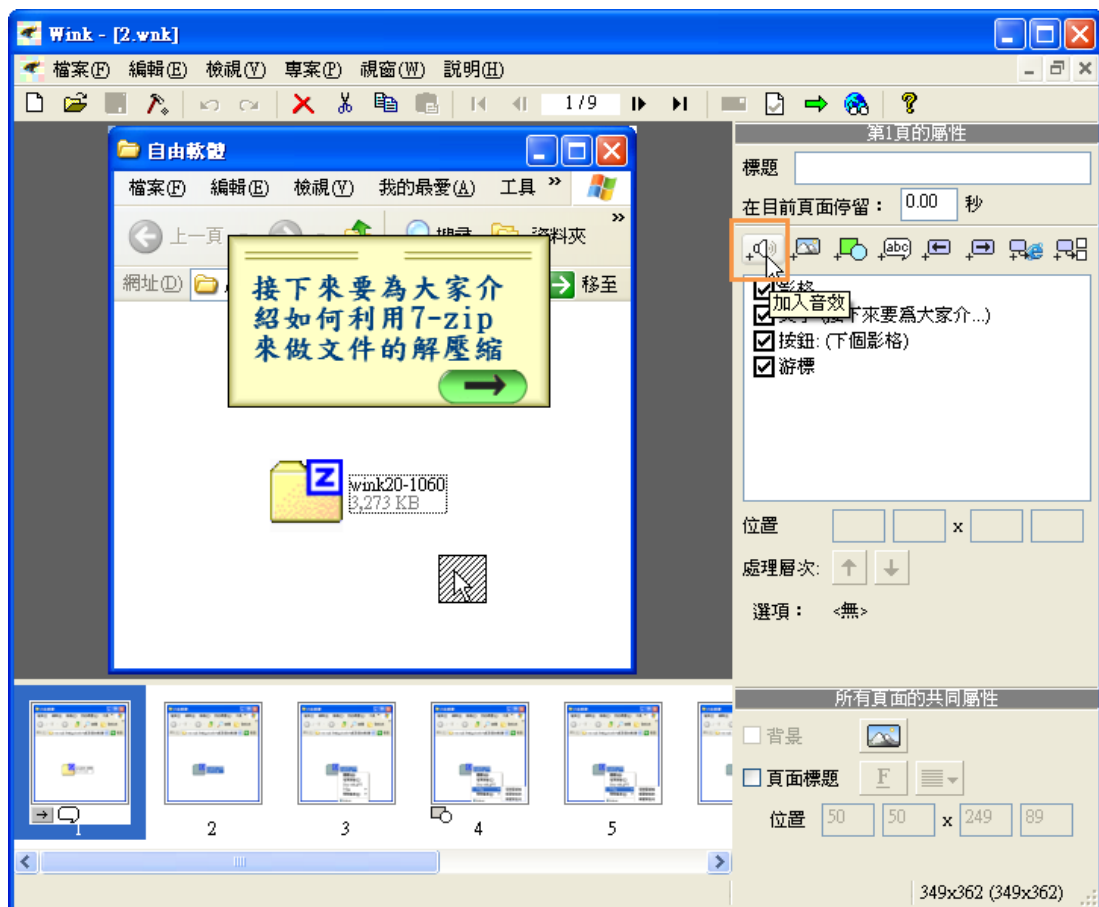 Wink - [2.wnk]
檔案(F) 編輯(E) 檢視(V) 專案(P) 視窗(W) 說明(H)
1 / 9
自由軟體
檔案(F) 編輯(E) 檢視(V) 我的最愛(A) 工具 »
上一頁 搜尋 資料夾 »
網址(D) 移至
接下來要為大家介
紹如何利用7-zip
來做文件的解壓縮
wink20-1060
3,273 KB
第1頁的屬性
標題
在目前頁面停留： 0.00 秒
abc
影格
加入音效
(接下來要為大家介...)
按鈕: (下個影格)
游標
位置 x
處理層次:
選項： <無>
1 2 3 4 5
所有頁面的共同屬性
背景
頁面標題 F
位置 50 50 x 249 89
349x362 (349x362)